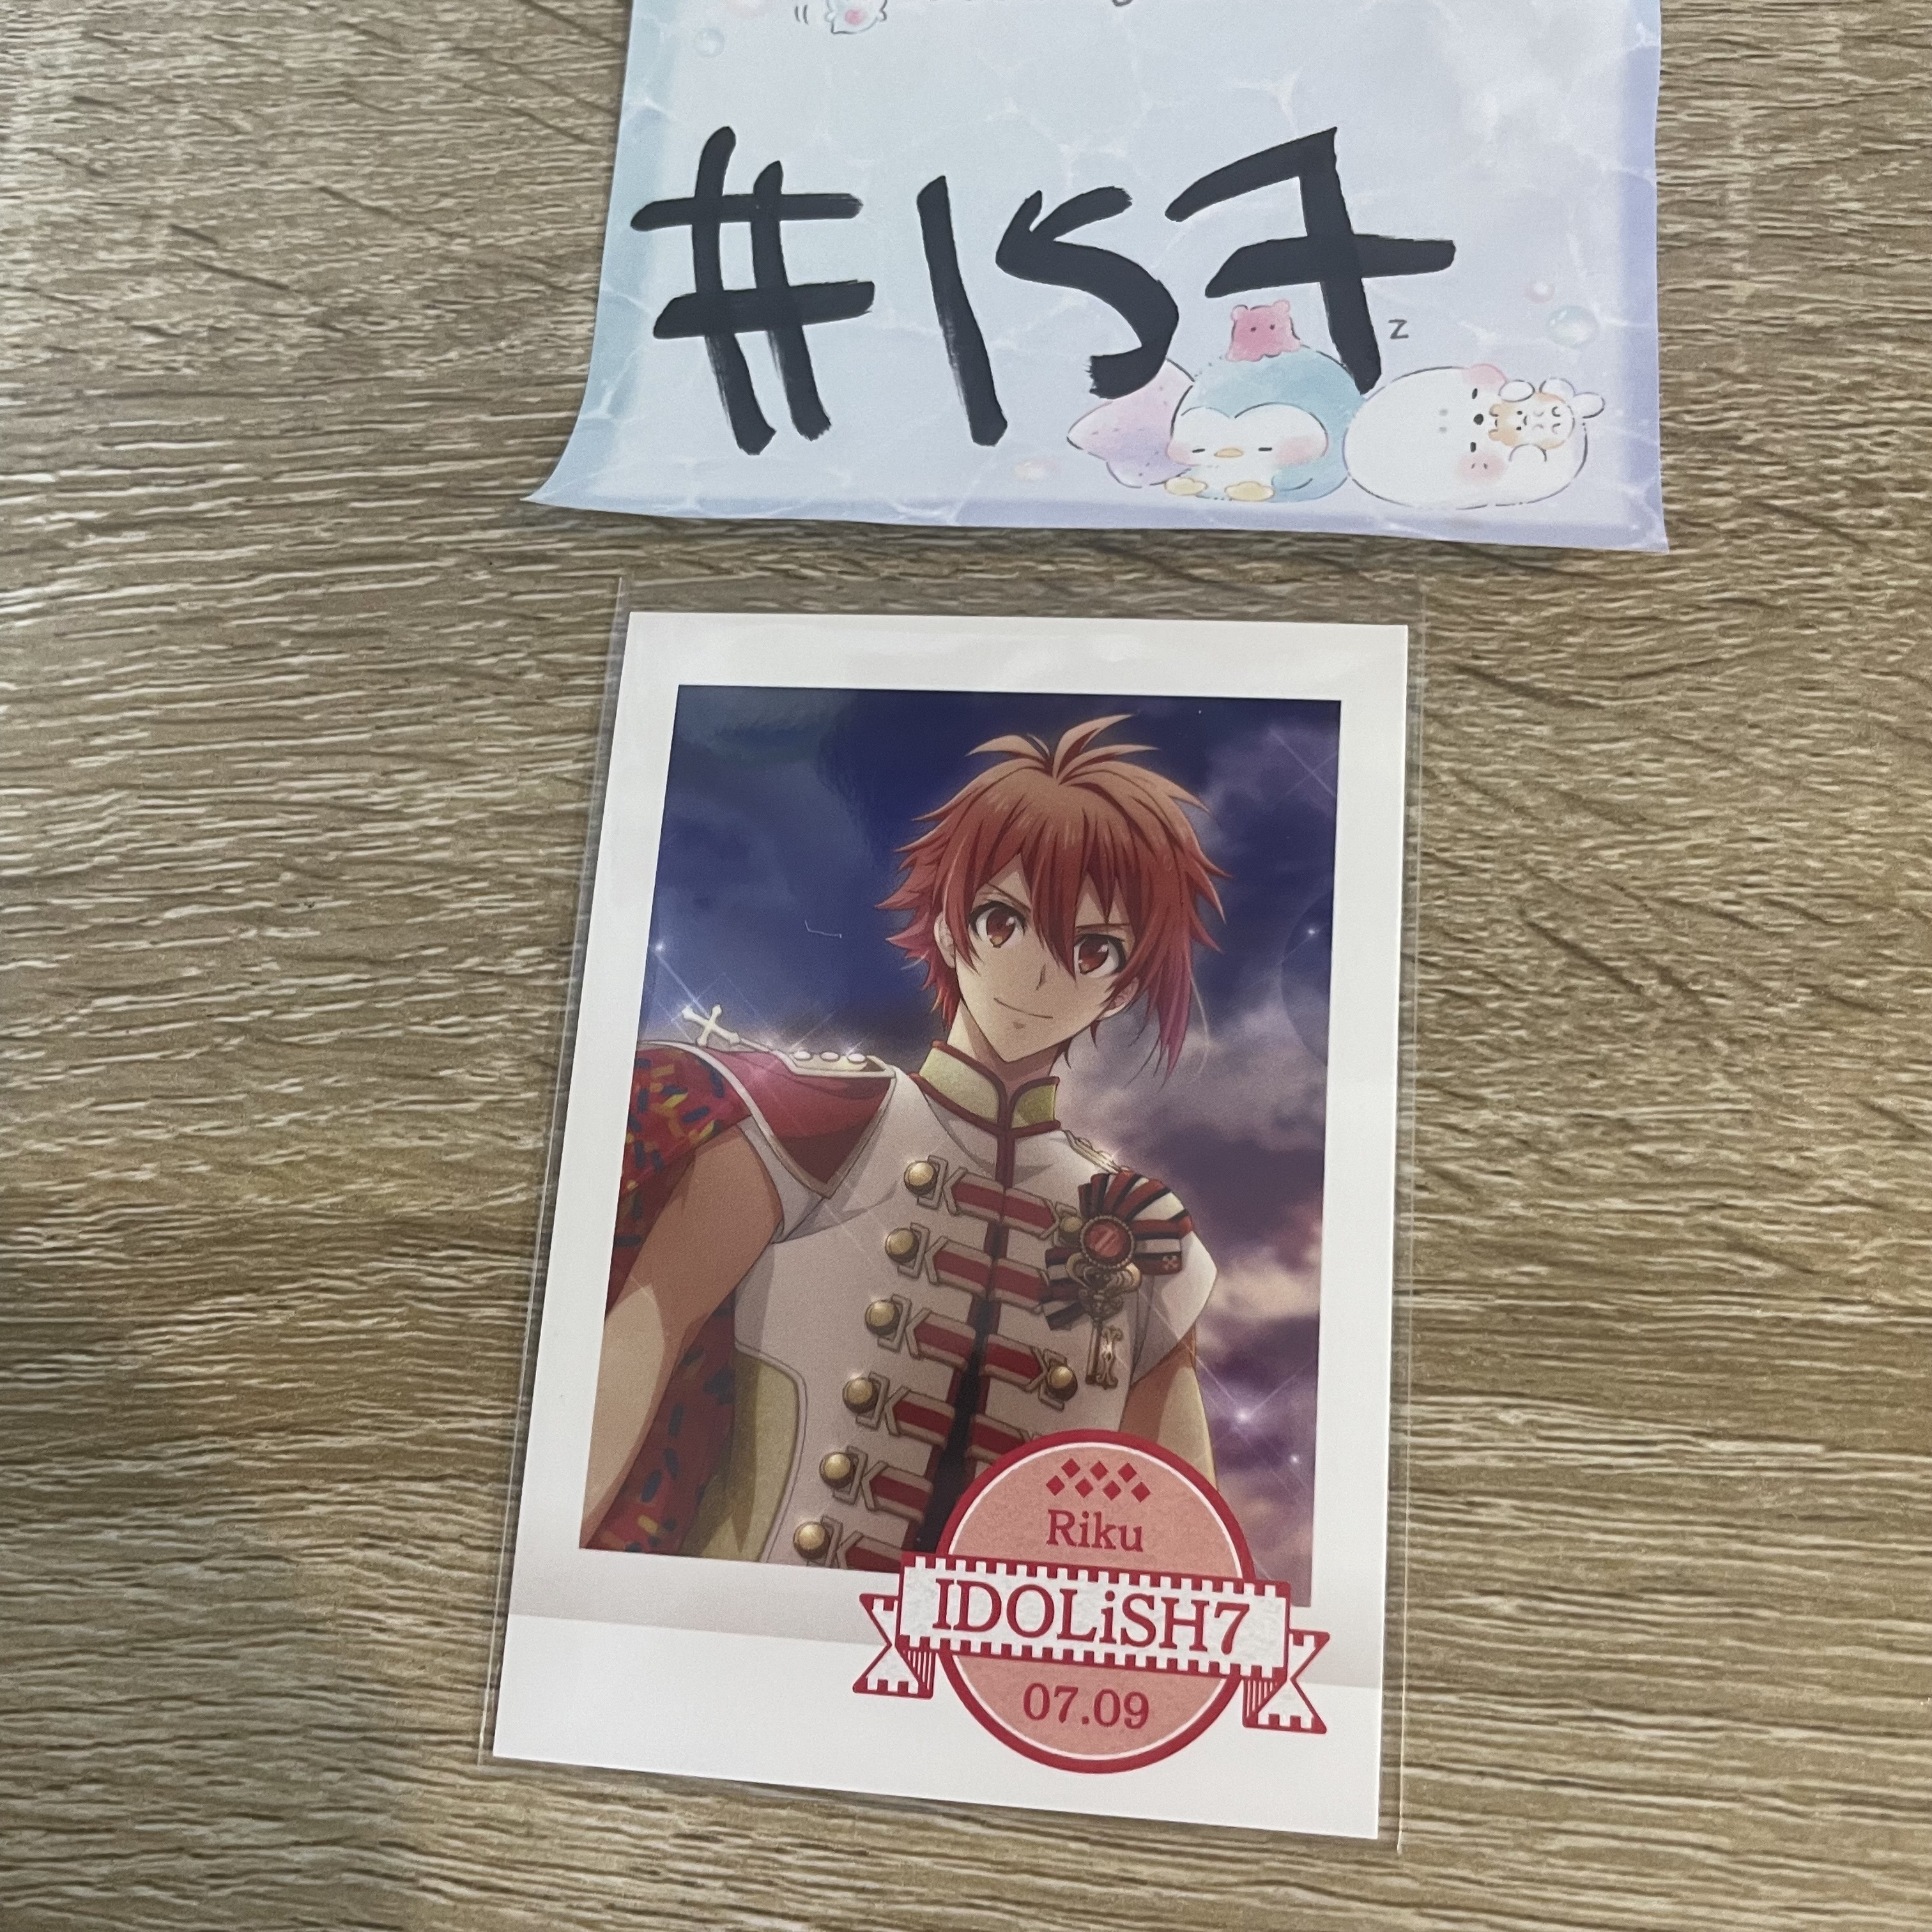 #157
z
Riku
IDOLiSH7
07.09